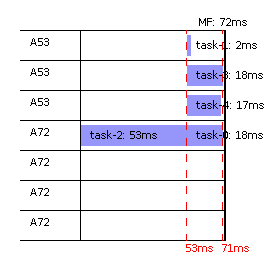 MF: 72ms
A53 task-1: 2ms
A53 task-3: 18ms
A53 task-4: 17ms
A72 task-2: 53ms task-0: 18ms
A72
A72
A72
53ms 71ms